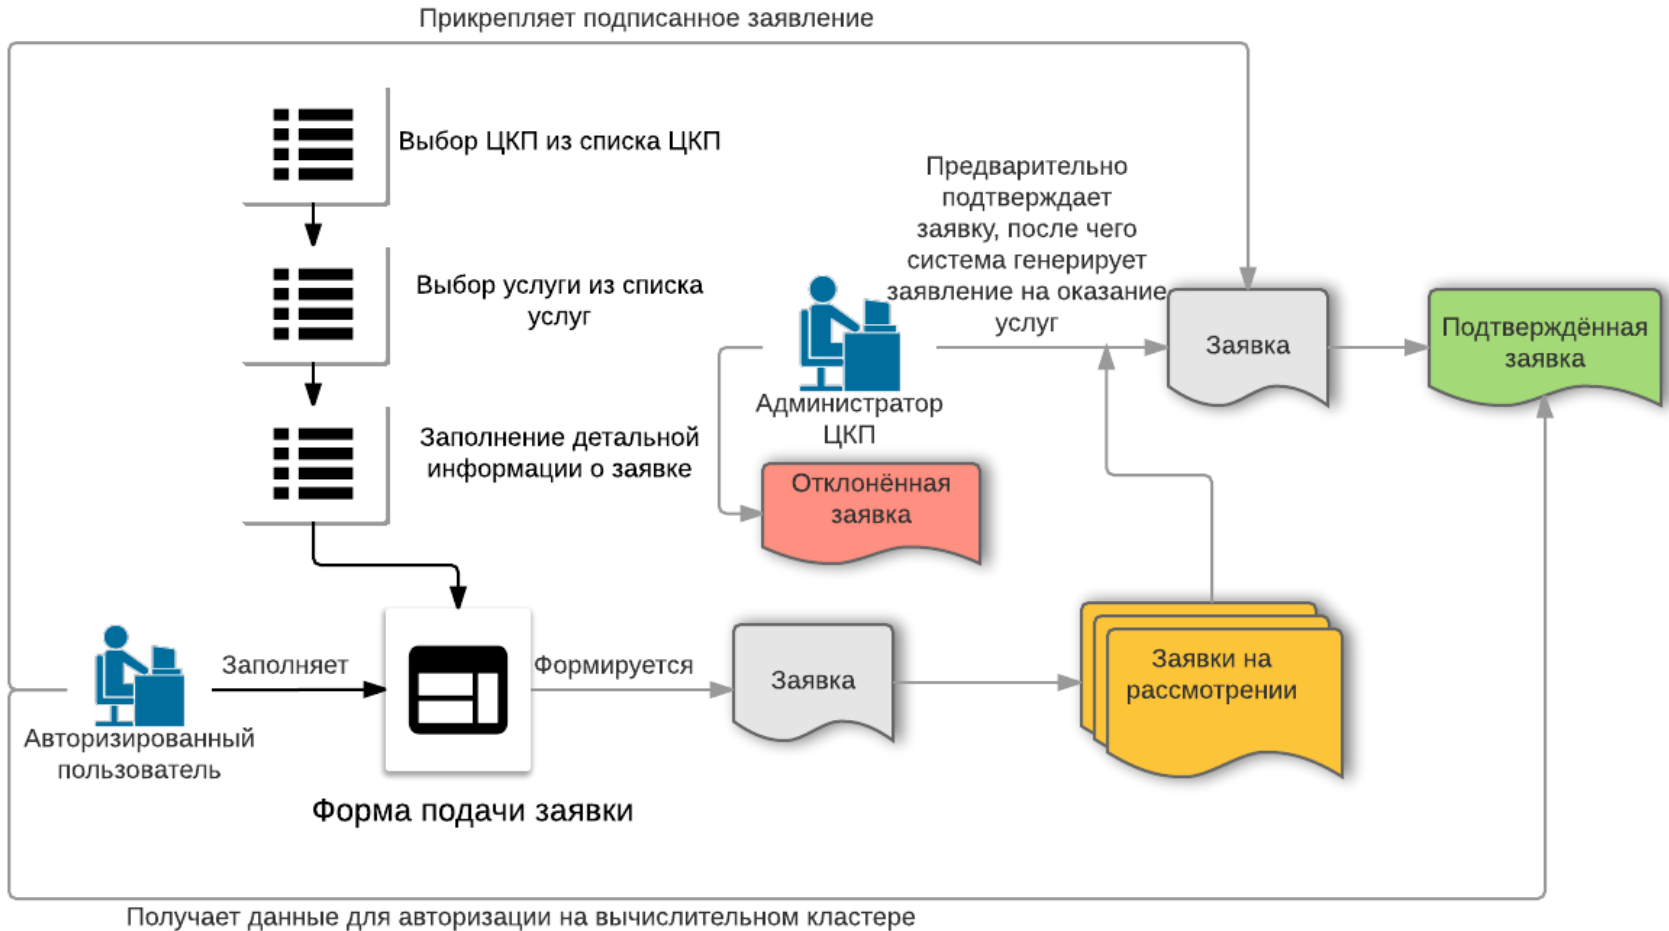 Прикрепляет подписанное заявление
Выбор ЦКП из списка ЦКП
Выбор услуги из списка
услуг
Заполнение детальной
информации о заявке
Предварительно
подтверждает
заявку, после чего
система генерирует
заявление на оказание
услуг
Администратор
ЦКП
Заявка
Подтверждённая
заявка
Отклонённая
заявка
Авторизированный
пользователь
Заполняет
Форма подачи заявки
Формируется
Заявка
Заявки на
рассмотрении
Получает данные для авторизации на вычислительном кластере